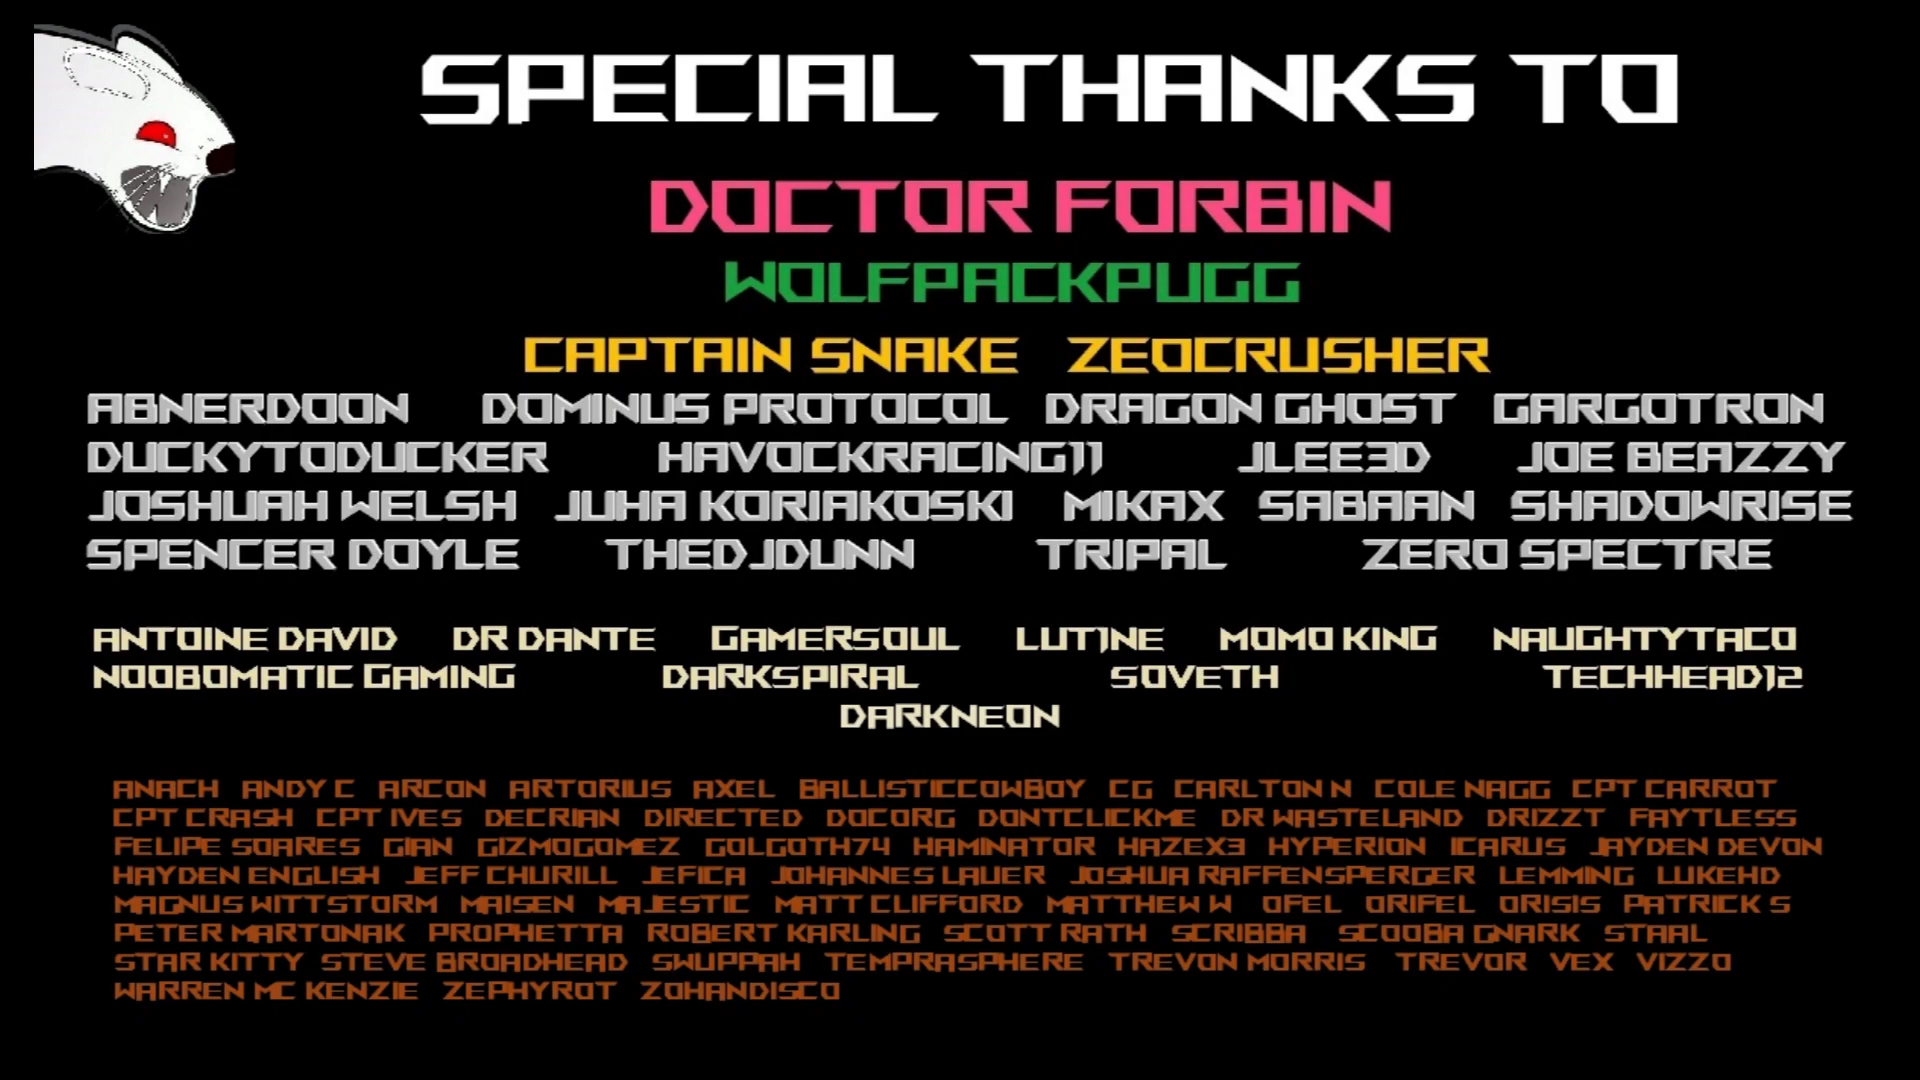 SPECIAL THANKS TO
DOCTOR FORBIN
WOLFPACKPUGG
CAPTAIN SNAKE ZEOCRUSHER
ABNERDOON DOMINUS PROTOCOL DRAGON GHOST GARGOTRON
DUCKYTODUCKER HAVOCKRACING11 JLEE3D JOE BEAZZY
JOSHUAH WELSH JUHA KORIAKOSKI MIKAX SABAAN SHADOWRISE
SPENCER DOYLE THEDJDUNN TRIPAL ZERO SPECTRE
ANTOINE DAVID DR DANTE GAMERSOUL LUT1NE MOMO KING NAUGHTYTACO
NOOBOMATIC GAMING DARKSPIRAL SOVETH TECHHEAD12
DARKNEON
ANACH ANDY C ARCON ARTORIUS AXEL BALLISTICCOWBOY CG CARLTON N COLE NAGG CPT CARROT
CPT CRASH CPT IVES DECRIAN DIRECTED DOCORG DONTCLICKME DR WASTELAND DRIZZT FAYTLESS
FELIPE SOARES GIAN GIZMOGOMEZ GOLGOTH74 HAMINATOR HAZEX3 HYPERION ICARUS JAYDEN DEVON
HAYDEN ENGLISH JEFF CHURILL JEFICA JOHANNES LAUER JOSHUA RAFFENSPERGER LEMMING LUKEHD
MAGNUS WITTSTORM MAISEN MAJESTIC MATT CLIFFORD MATTHEW W OFEL ORIFEL ORISIS PATRICK S
PETER MARTONAK PROPHETTA ROBERT KARLING SCOTT RATH SCRIBBA SCOOBA GNARK STAAL
STAR KITTY STEVE BROADHEAD SWUPPAH TEMPRASPHERE TREVON MORRIS TREVOR VEX VIZZO
WARREN MC KENZIE ZEPHYROT ZOHANDISCO